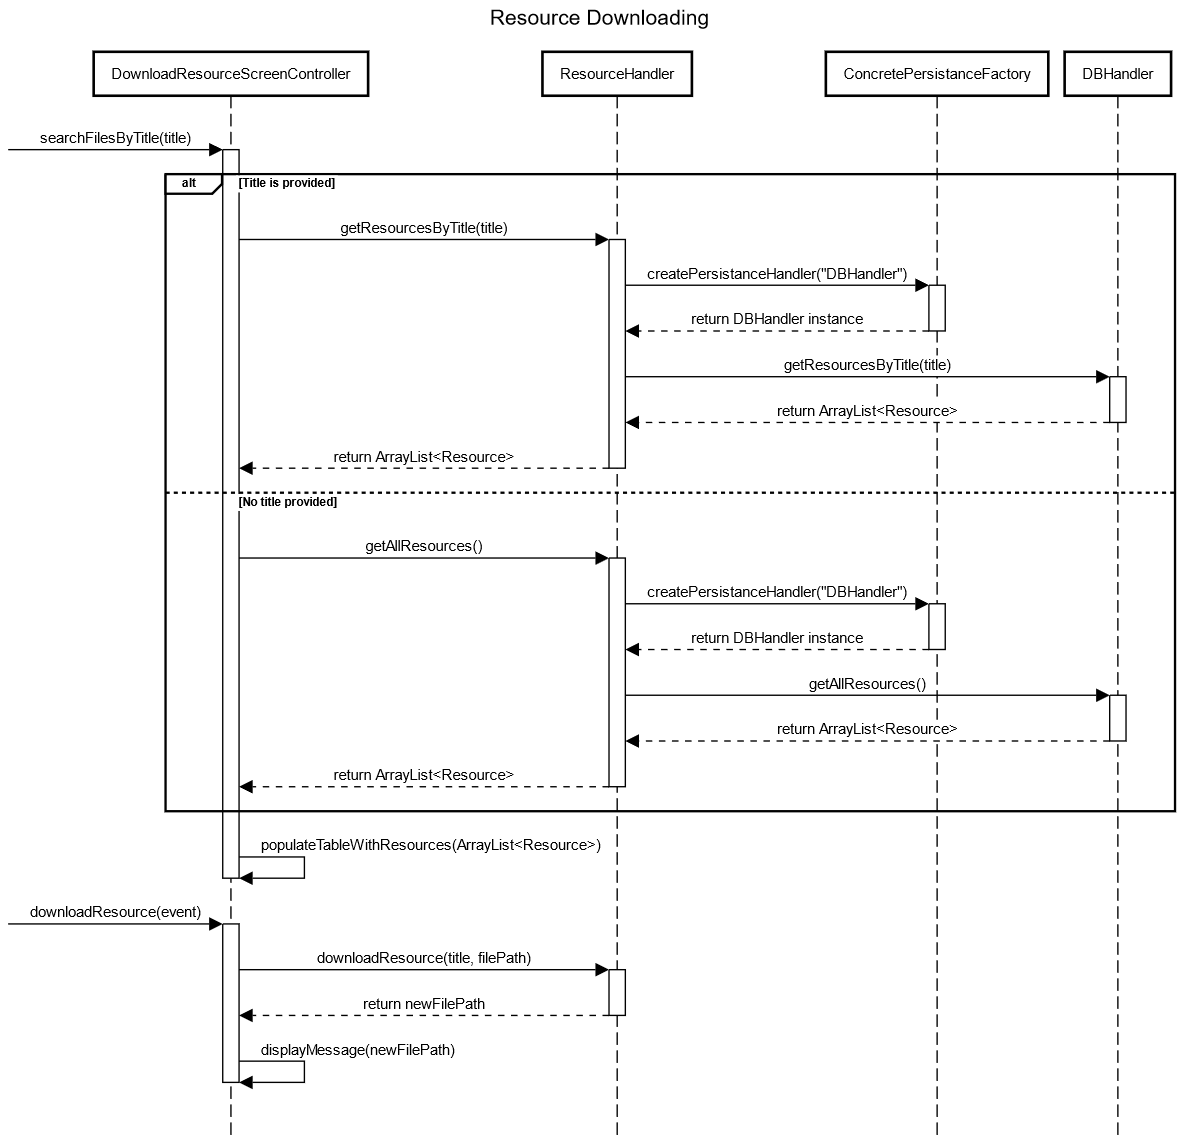 Resource Downloading
DownloadResourceScreenController
ResourceHandler
ConcretePersistanceFactory
DBHandler
searchFilesByTitle(title)
alt
[Title is provided]
getResourcesByTitle(title)
createPersistanceHandler("DBHandler")
return DBHandler instance
getResourcesByTitle(title)
return ArrayList<Resource>
return ArrayList<Resource>
[No title provided]
getAllResources()
createPersistanceHandler("DBHandler")
return DBHandler instance
getAllResources()
return ArrayList<Resource>
return ArrayList<Resource>
populateTableWithResources(ArrayList<Resource>)
downloadResource(event)
downloadResource(title, filePath)
return newFilePath
displayMessage(newFilePath)